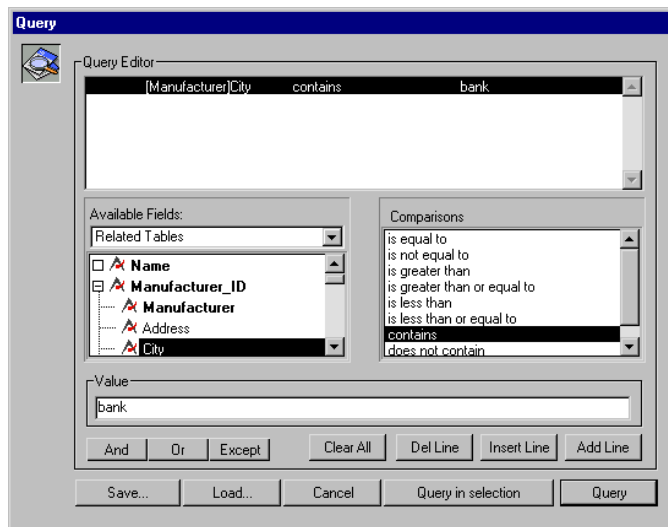 Query
Query Editor
[Manufacturer]City contains bank
Available Fields:
Related Tables
Name
Manufacturer_ID
Manufacturer
Address
City
Comparisons
is equal to
is not equal to
is greater than
is greater than or equal to
is less than
is less than or equal to
contains
does not contain
Value
bank
And Or Except Clear All Del Line Insert Line Add Line
Save... Load... Cancel Query in selection Query